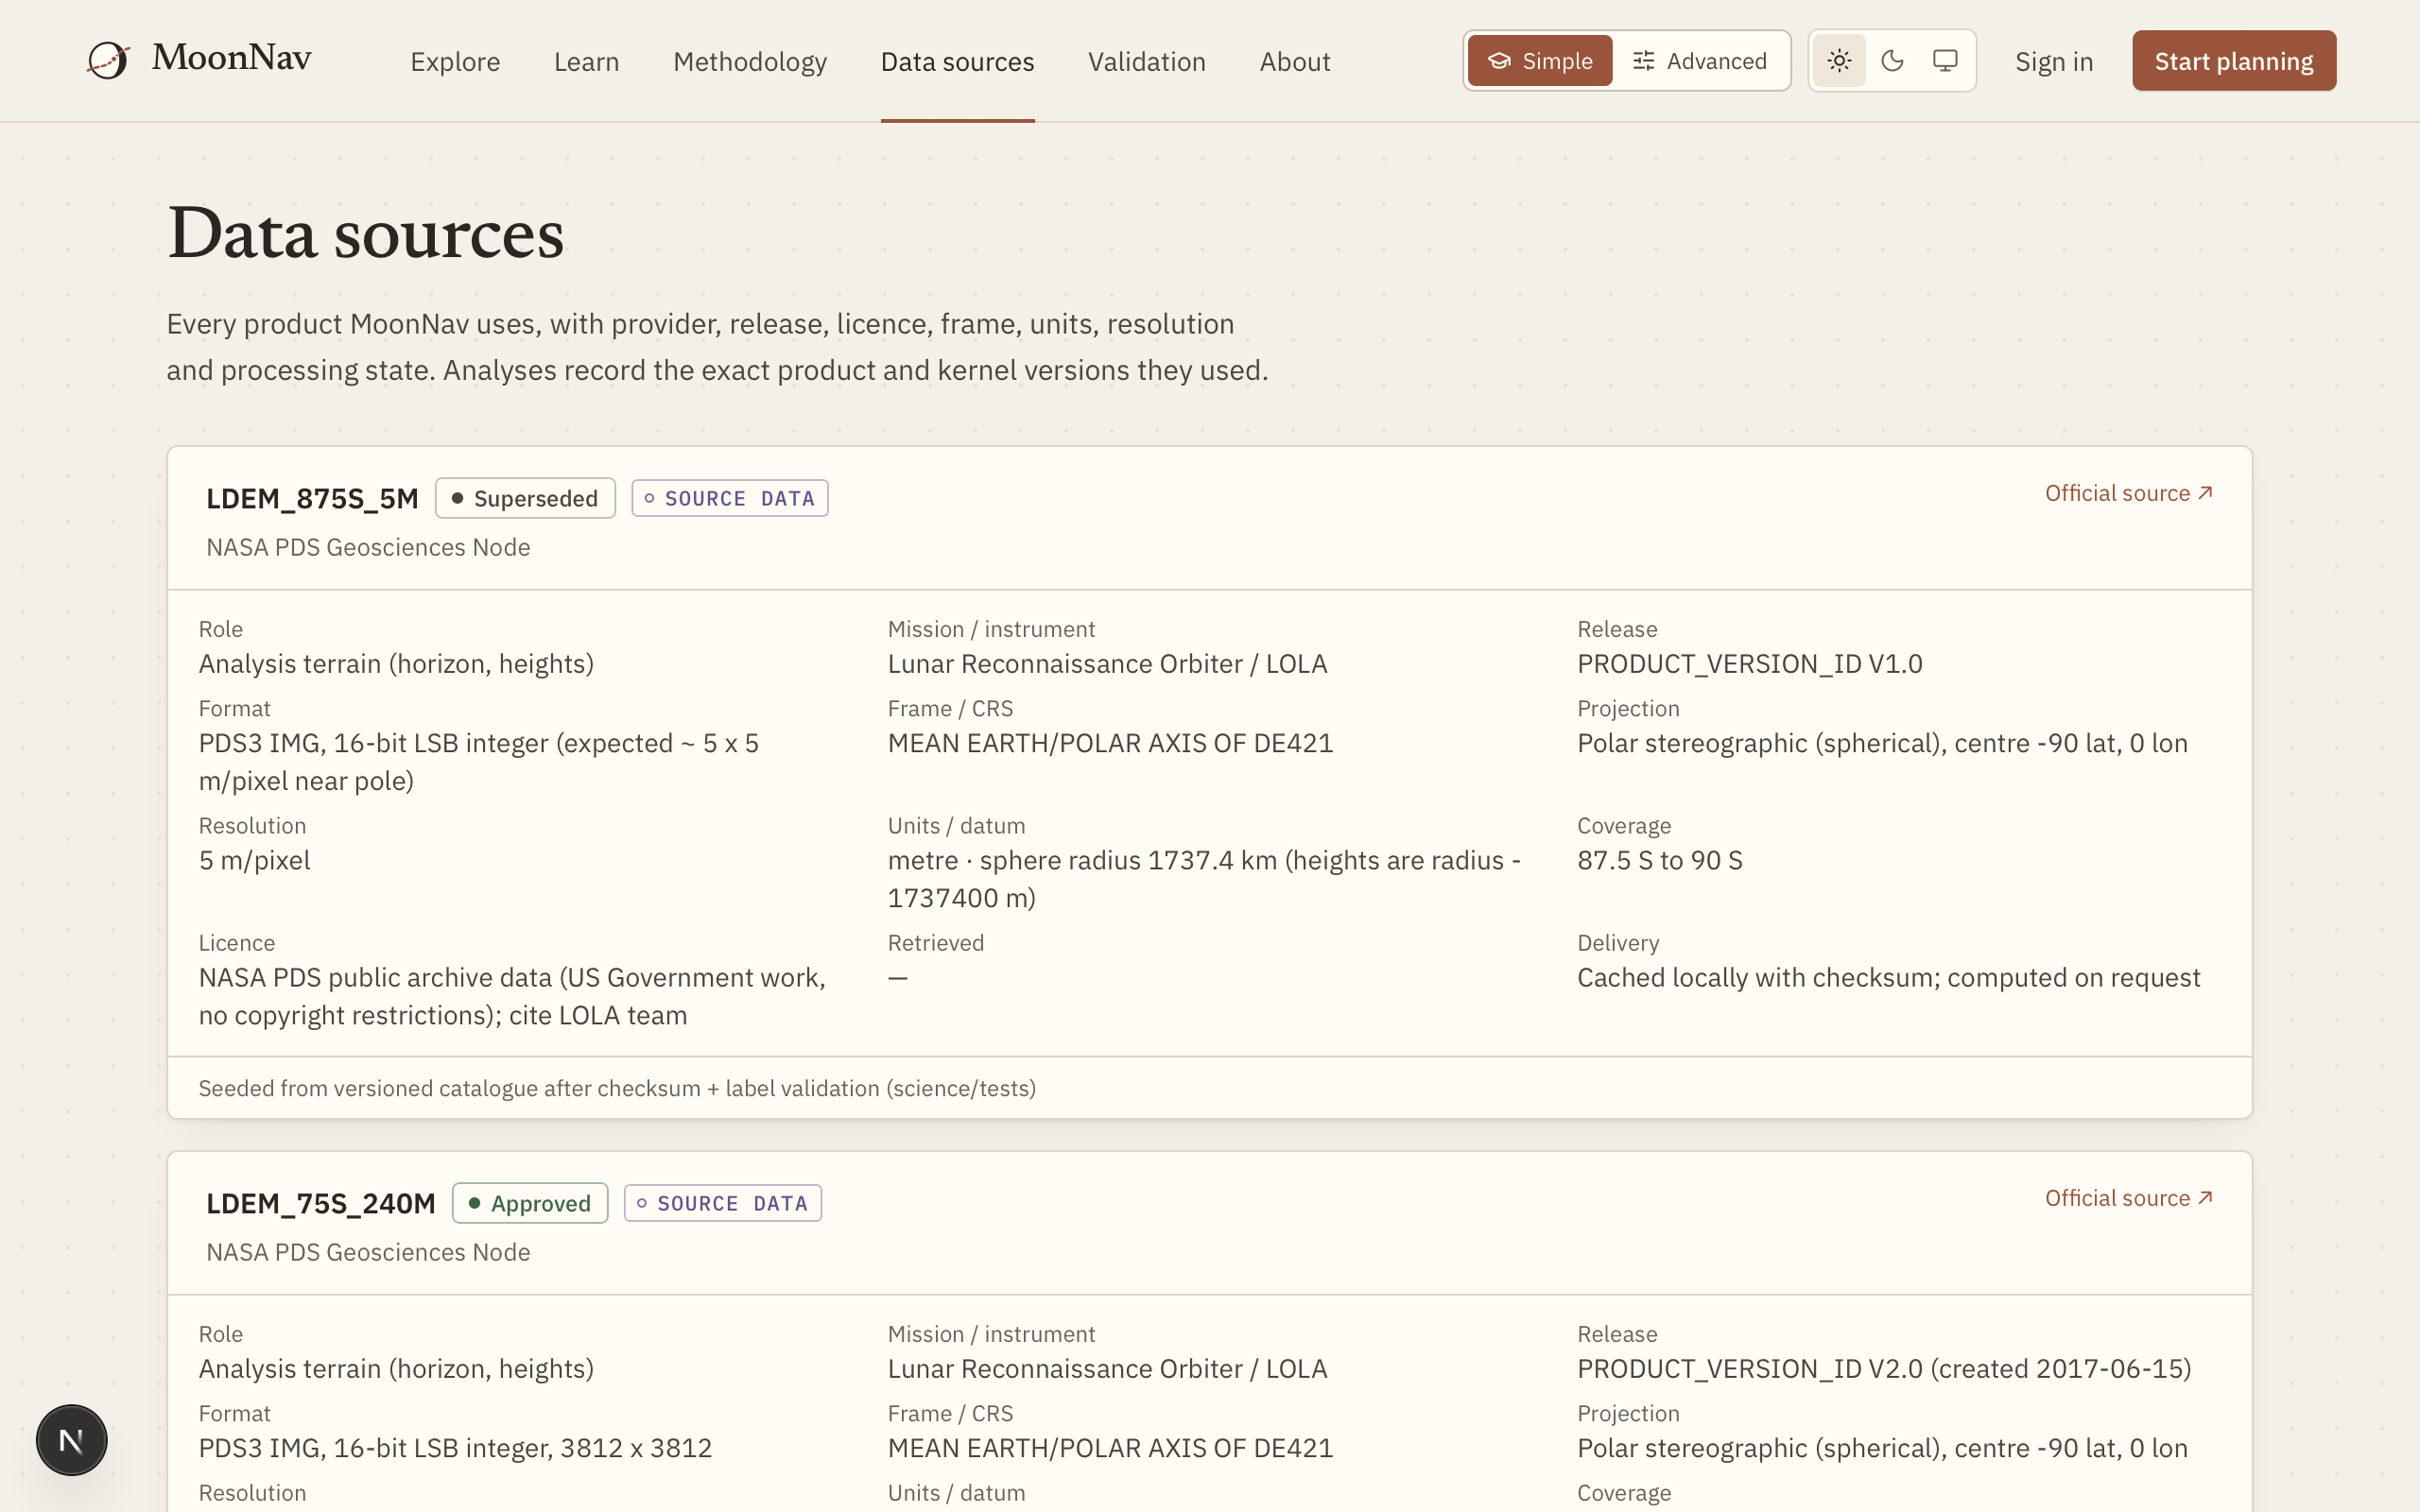 MoonNav
Explore
Learn
Methodology
Data sources
Validation
About
Simple
Advanced
Sign in
Start planning
Data sources
Every product MoonNav uses, with provider, release, licence, frame, units, resolution
and processing state. Analyses record the exact product and kernel versions they used.
LDEM_875S_5M
Superseded
SOURCE DATA
Official source ↗
NASA PDS Geosciences Node
Role
Analysis terrain (horizon, heights)
Mission / instrument
Lunar Reconnaissance Orbiter / LOLA
Release
PRODUCT_VERSION_ID V1.0
Format
PDS3 IMG, 16-bit LSB integer (expected ~ 5 x 5
m/pixel near pole)
Frame / CRS
MEAN EARTH/POLAR AXIS OF DE421
Projection
Polar stereographic (spherical), centre -90 lat, 0 lon
Resolution
5 m/pixel
Units / datum
metre · sphere radius 1737.4 km (heights are radius -
1737400 m)
Coverage
87.5 S to 90 S
Licence
NASA PDS public archive data (US Government work,
no copyright restrictions); cite LOLA team
Retrieved
—
Delivery
Cached locally with checksum; computed on request
Seeded from versioned catalogue after checksum + label validation (science/tests)
LDEM_75S_240M
Approved
SOURCE DATA
Official source ↗
NASA PDS Geosciences Node
Role
Analysis terrain (horizon, heights)
Mission / instrument
Lunar Reconnaissance Orbiter / LOLA
Release
PRODUCT_VERSION_ID V2.0 (created 2017-06-15)
Format
PDS3 IMG, 16-bit LSB integer, 3812 x 3812
Frame / CRS
MEAN EARTH/POLAR AXIS OF DE421
Projection
Polar stereographic (spherical), centre -90 lat, 0 lon
Resolution
Units / datum
Coverage
N